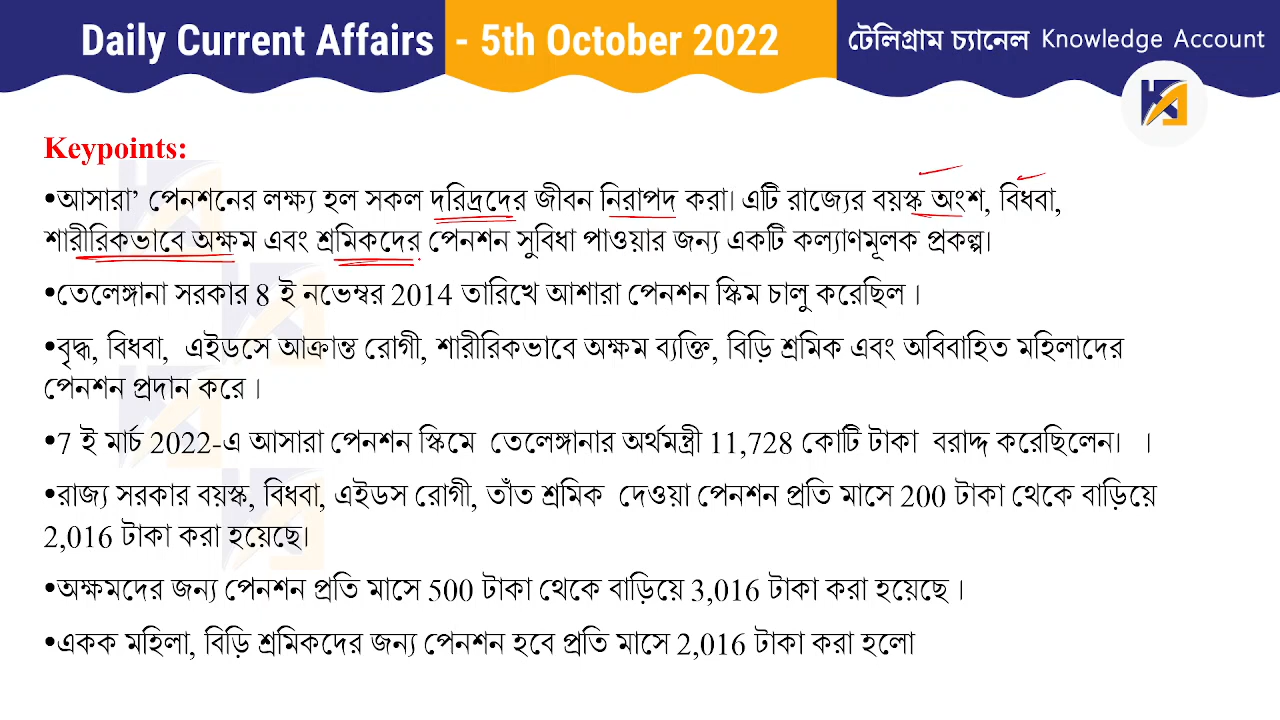 Daily Current Affairs - 5th October 2022
টেলিগ্রাম চ্যানেল Knowledge Account
Keypoints:
•আসারা’ পেনশনের লক্ষ্য হল সকল দরিদ্রদের জীবন নিরাপদ করা। এটি রাজ্যের বয়স্ক অংশ, বিধবা,
শারীরিকভাবে অক্ষম এবং শ্রমিকদের পেনশন সুবিধা পাওয়ার জন্য একটি কল্যাণমূলক প্রকল্প।
•তেলেঙ্গানা সরকার 8 ই নভেম্বর 2014 তারিখে আশারা পেনশন স্কিম চালু করেছিল ।
•বৃদ্ধ, বিধবা, এইডসে আক্রান্ত রোগী, শারীরিকভাবে অক্ষম ব্যক্তি, বিড়ি শ্রমিক এবং অবিবাহিত মহিলাদের
পেনশন প্রদান করে ।
•7 ই মার্চ 2022-এ আসারা পেনশন স্কিমে তেলেঙ্গানার অর্থমন্ত্রী 11,728 কোটি টাকা বরাদ্দ করেছিলেন। ।
•রাজ্য সরকার বয়স্ক, বিধবা, এইডস রোগী, তাঁত শ্রমিক দেওয়া পেনশন প্রতি মাসে 200 টাকা থেকে বাড়িয়ে
2,016 টাকা করা হয়েছে।
•অক্ষমদের জন্য পেনশন প্রতি মাসে 500 টাকা থেকে বাড়িয়ে 3,016 টাকা করা হয়েছে ।
•একক মহিলা, বিড়ি শ্রমিকদের জন্য পেনশন হবে প্রতি মাসে 2,016 টাকা করা হলো